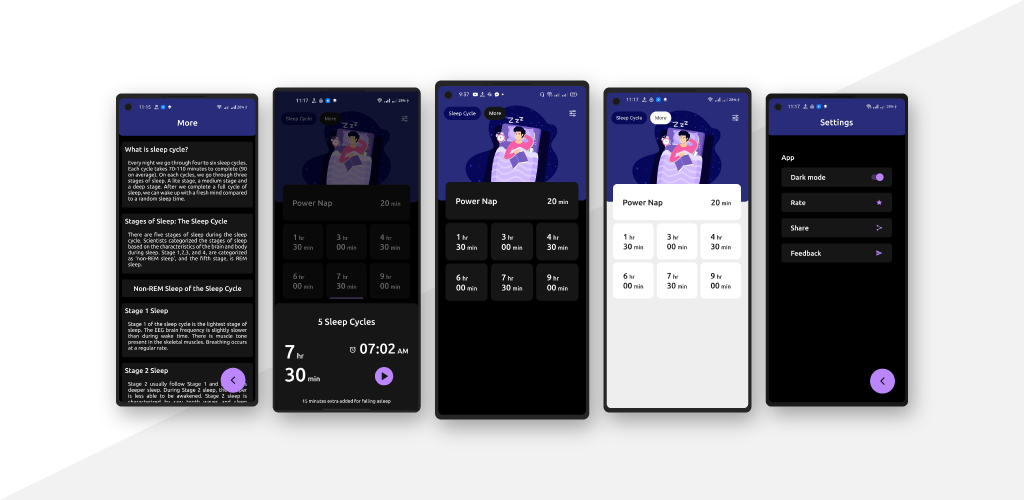 11:15
28%
More
What is sleep cycle?
Every night we go through four to six sleep cycles.
Each cycle takes 70-110 minutes to complete (90
on average). On each cycles, we go through three
stages of sleep. A lite stage, a medium stage and
a deep stage. After we complete a full cycle of
sleep, we can wake up with a fresh mind compared
to a random sleep time.
Stages of Sleep: The Sleep Cycle
There are five stages of sleep during the sleep
cycle. Scientists categorized the stages of sleep
based on the characteristics of the brain and body
during sleep. Stage 1,2,3, and 4, are categorized
as 'non-REM sleep', and the fifth stage, is REM
sleep.
Non-REM Sleep of the Sleep Cycle
Stage 1 Sleep
Stage 1 of the sleep cycle is the lightest stage of
sleep. The EEG brain frequency is slightly slower
than during wake time. There is muscle tone
present in the skeletal muscles. Breathing occurs
at a regular rate.
Stage 2 Sleep
Stage 2 usually follow Stage 1 and
deeper sleep. During Stage 2 sleep,
is less able to be awakened. Stage 2 sleep is
11:17
28%
Sleep Cycle
More
Z Z Z
Power Nap
20 min
1 hr
30 min
3 hr
00 min
4 hr
30 min
6 hr
00 min
7 hr
30 min
9 hr
00 min
5 Sleep Cycles
7 hr
30 min
07:02 AM
15 minutes extra added for falling asleep
9:37
Sleep Cycle
More
Z Z Z
Power Nap
20 min
1 hr
30 min
3 hr
00 min
4 hr
30 min
6 hr
00 min
7 hr
30 min
9 hr
00 min
11:17
28%
Sleep Cycle
More
Z Z Z
Power Nap
20 min
1 hr
30 min
3 hr
00 min
4 hr
30 min
6 hr
00 min
7 hr
30 min
9 hr
00 min
11:17
28%
Settings
App
Dark mode
Rate
Share
Feedback